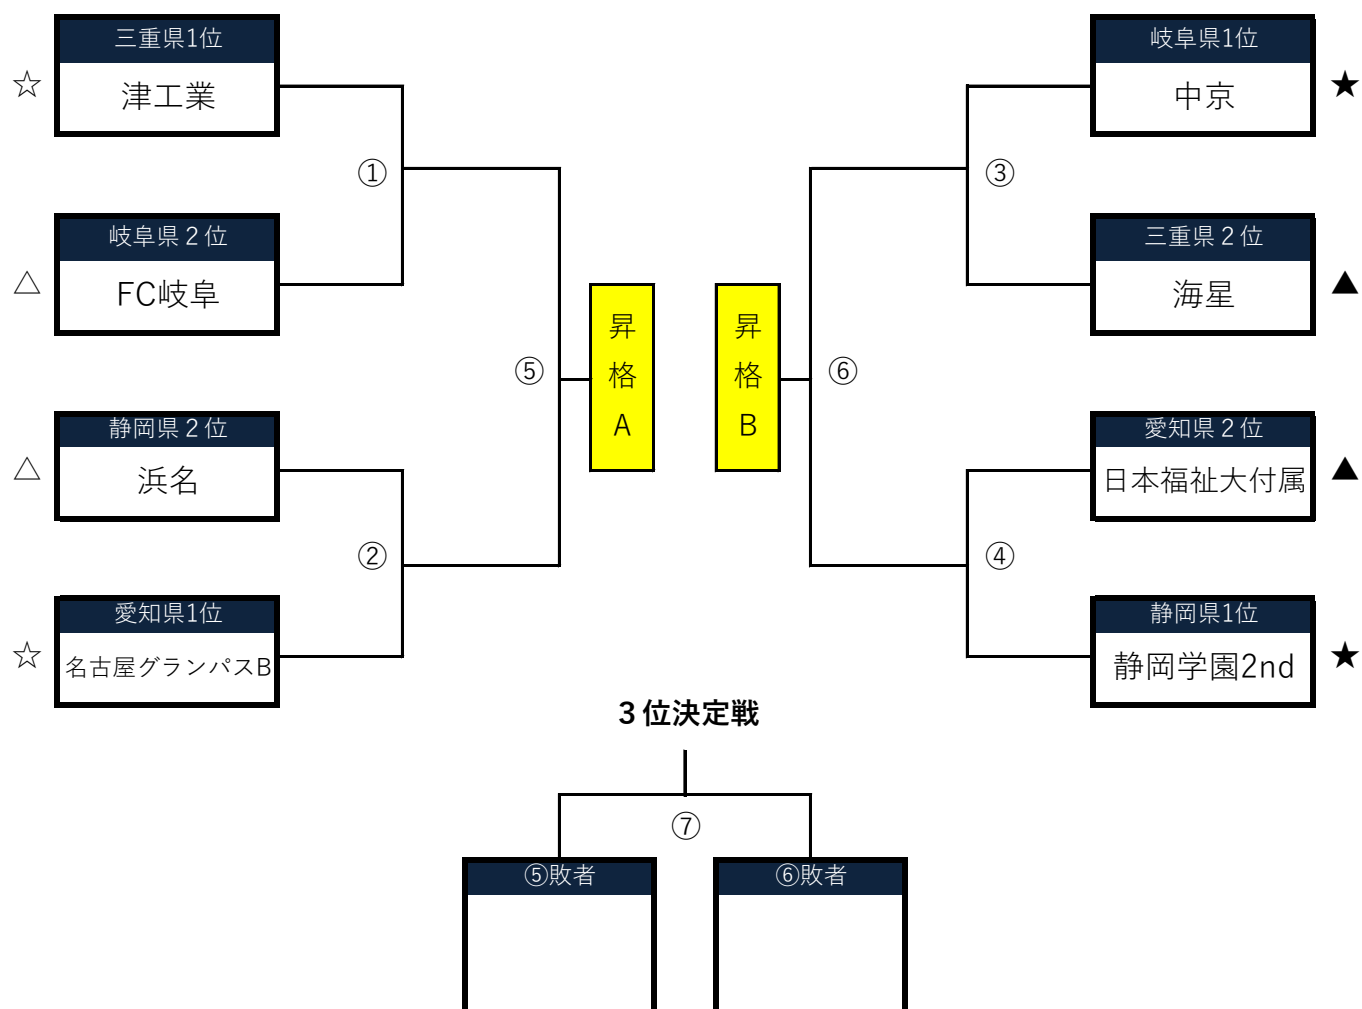 三重県1位
津工業
☆
①
岐阜県２位
FC岐阜
△
静岡県２位
浜名
△
②
愛知県1位
名古屋グランパスB
☆
⑤
昇格A
昇格B
⑥
岐阜県1位
中京
★
③
三重県２位
海星
▲
愛知県２位
日本福祉大付属
▲
④
静岡県1位
静岡学園2nd
★
３位決定戦
⑦
⑤敗者
⑥敗者